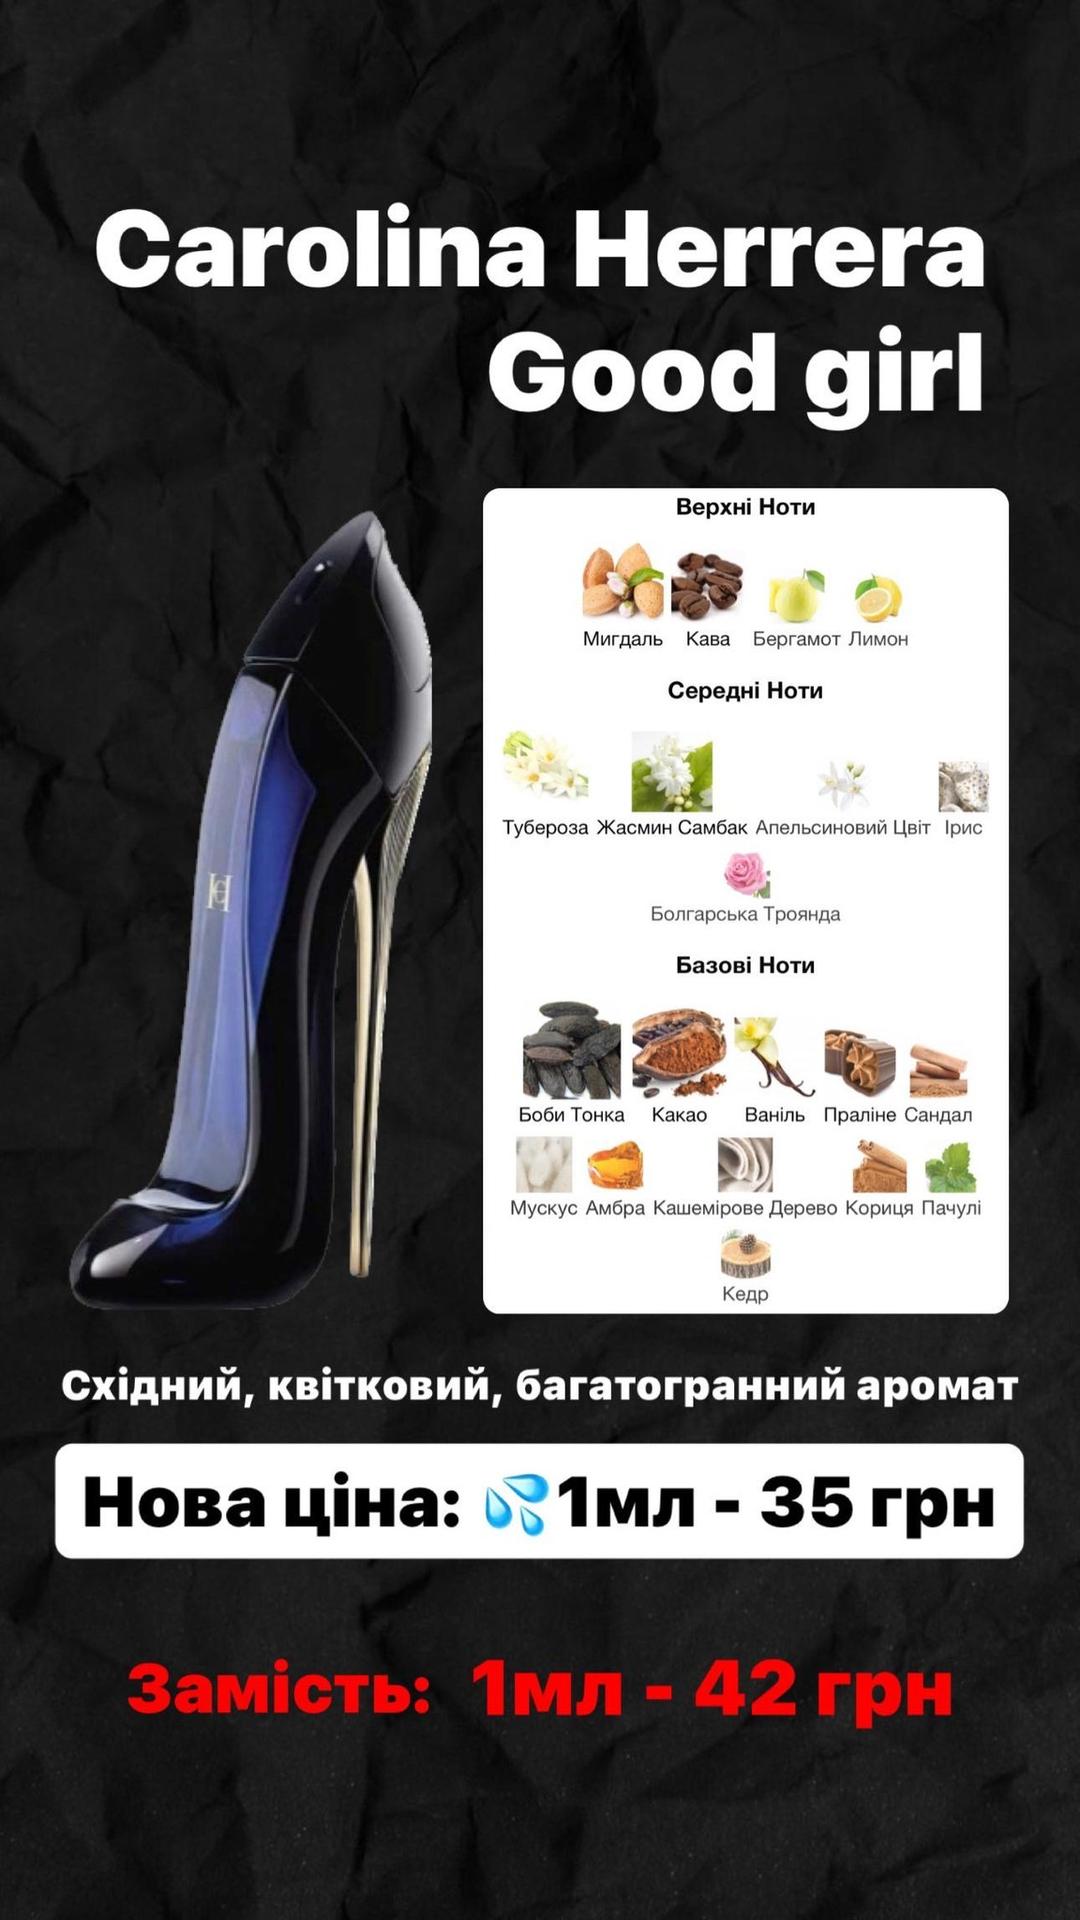 Carolina Herrera
Good girl
Верхні Ноти
Мигдаль Кава Бергамот Лимон
Середні Ноти
Тубероза Жасмин Самбак Апельсиновий Цвіт Ірис
Болгарська Троянда
Базові Ноти
Боби Тонка Какао Ваніль Праліне Сандал
Мускус Амбра Кашемірове Дерево Кориця Пачулі
Кедр
CH
Східний, квітковий, багатогранний аромат
Нова ціна: 💦1мл - 35 грн
Замість: 1мл - 42 грн